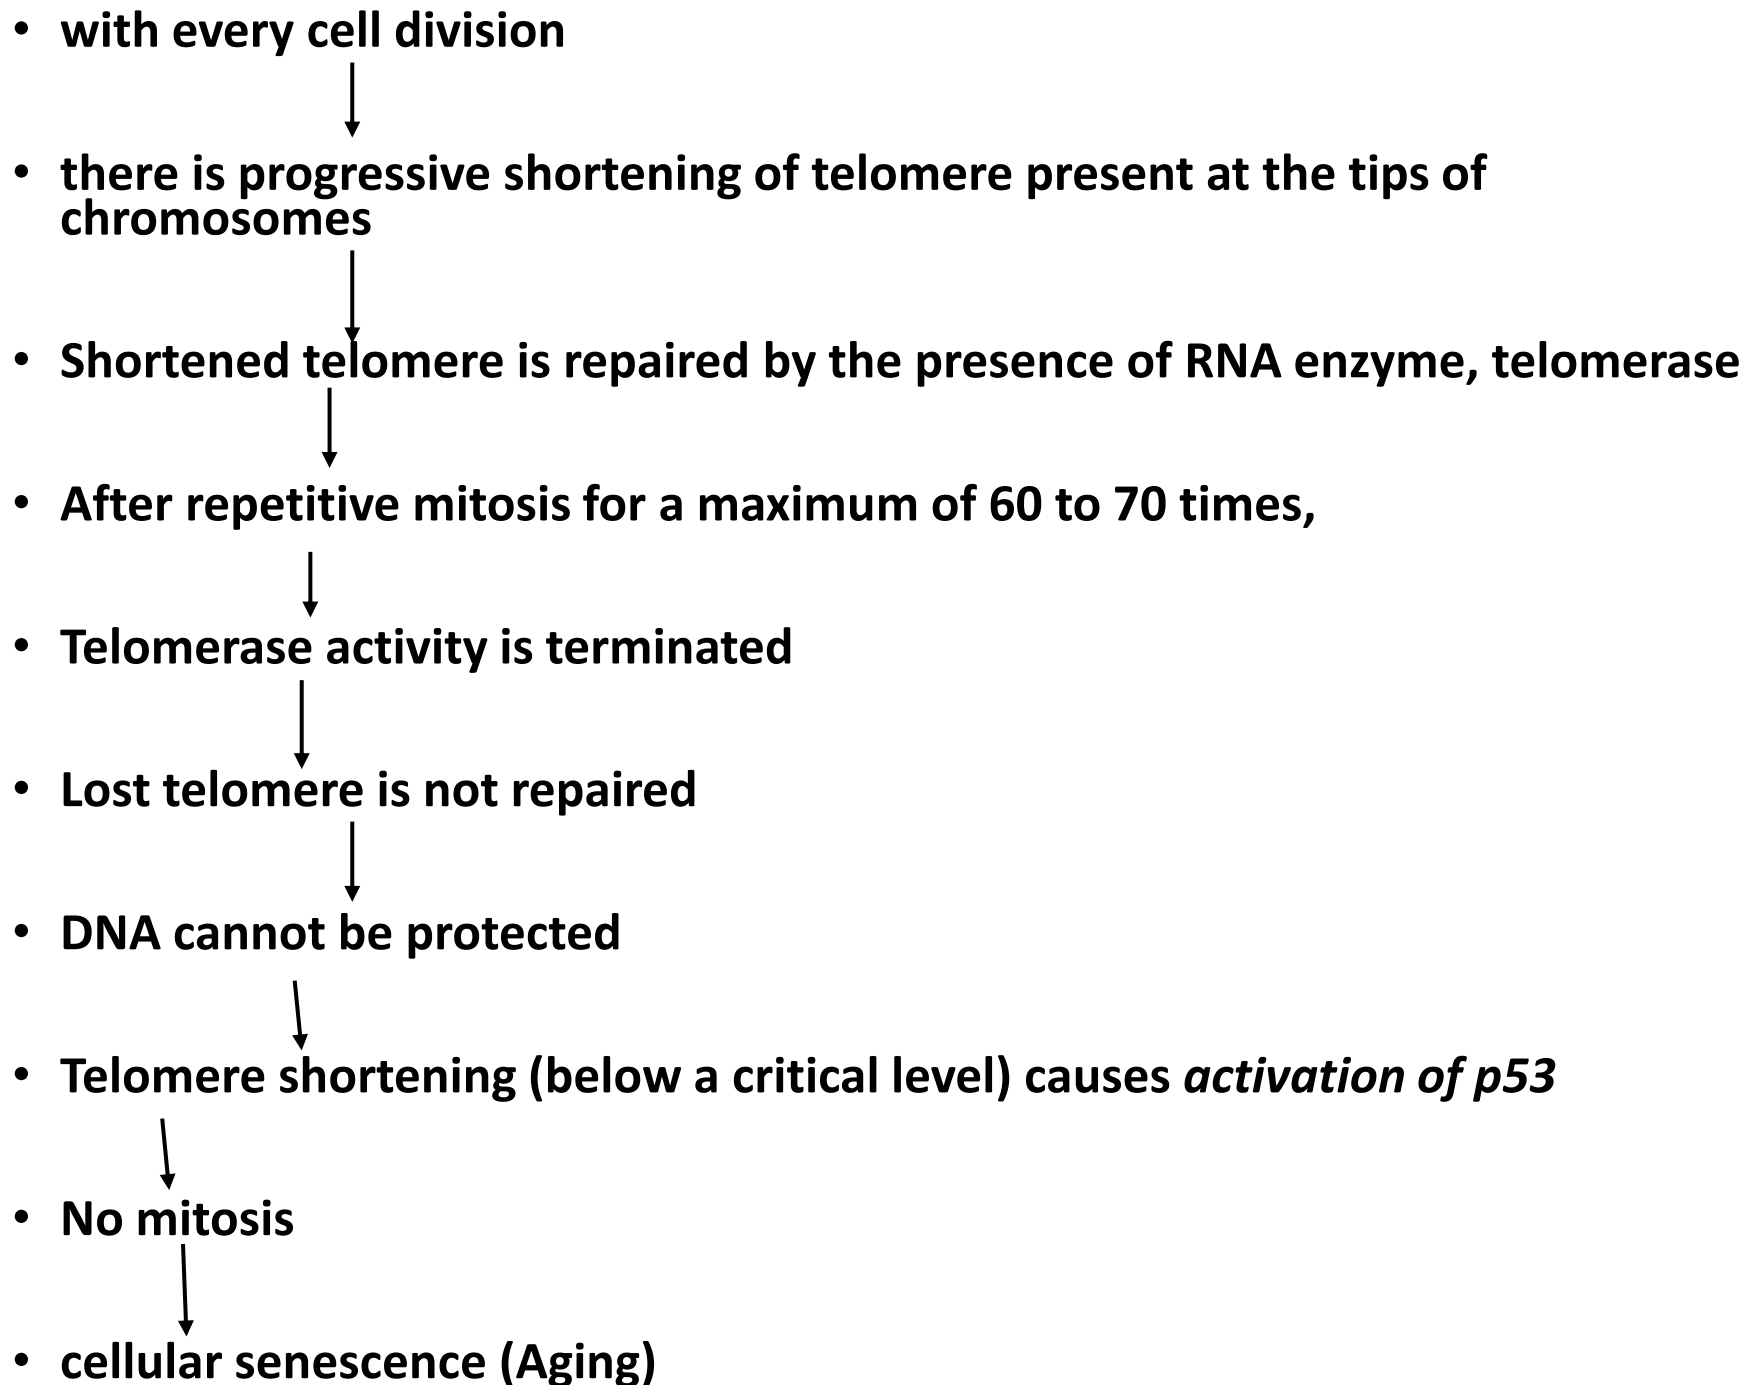 • with every cell division
• there is progressive shortening of telomere present at the tips of
chromosomes
• Shortened telomere is repaired by the presence of RNA enzyme, telomerase
• After repetitive mitosis for a maximum of 60 to 70 times,
• Telomerase activity is terminated
• Lost telomere is not repaired
• DNA cannot be protected
• Telomere shortening (below a critical level) causes activation of p53
• No mitosis
• cellular senescence (Aging)